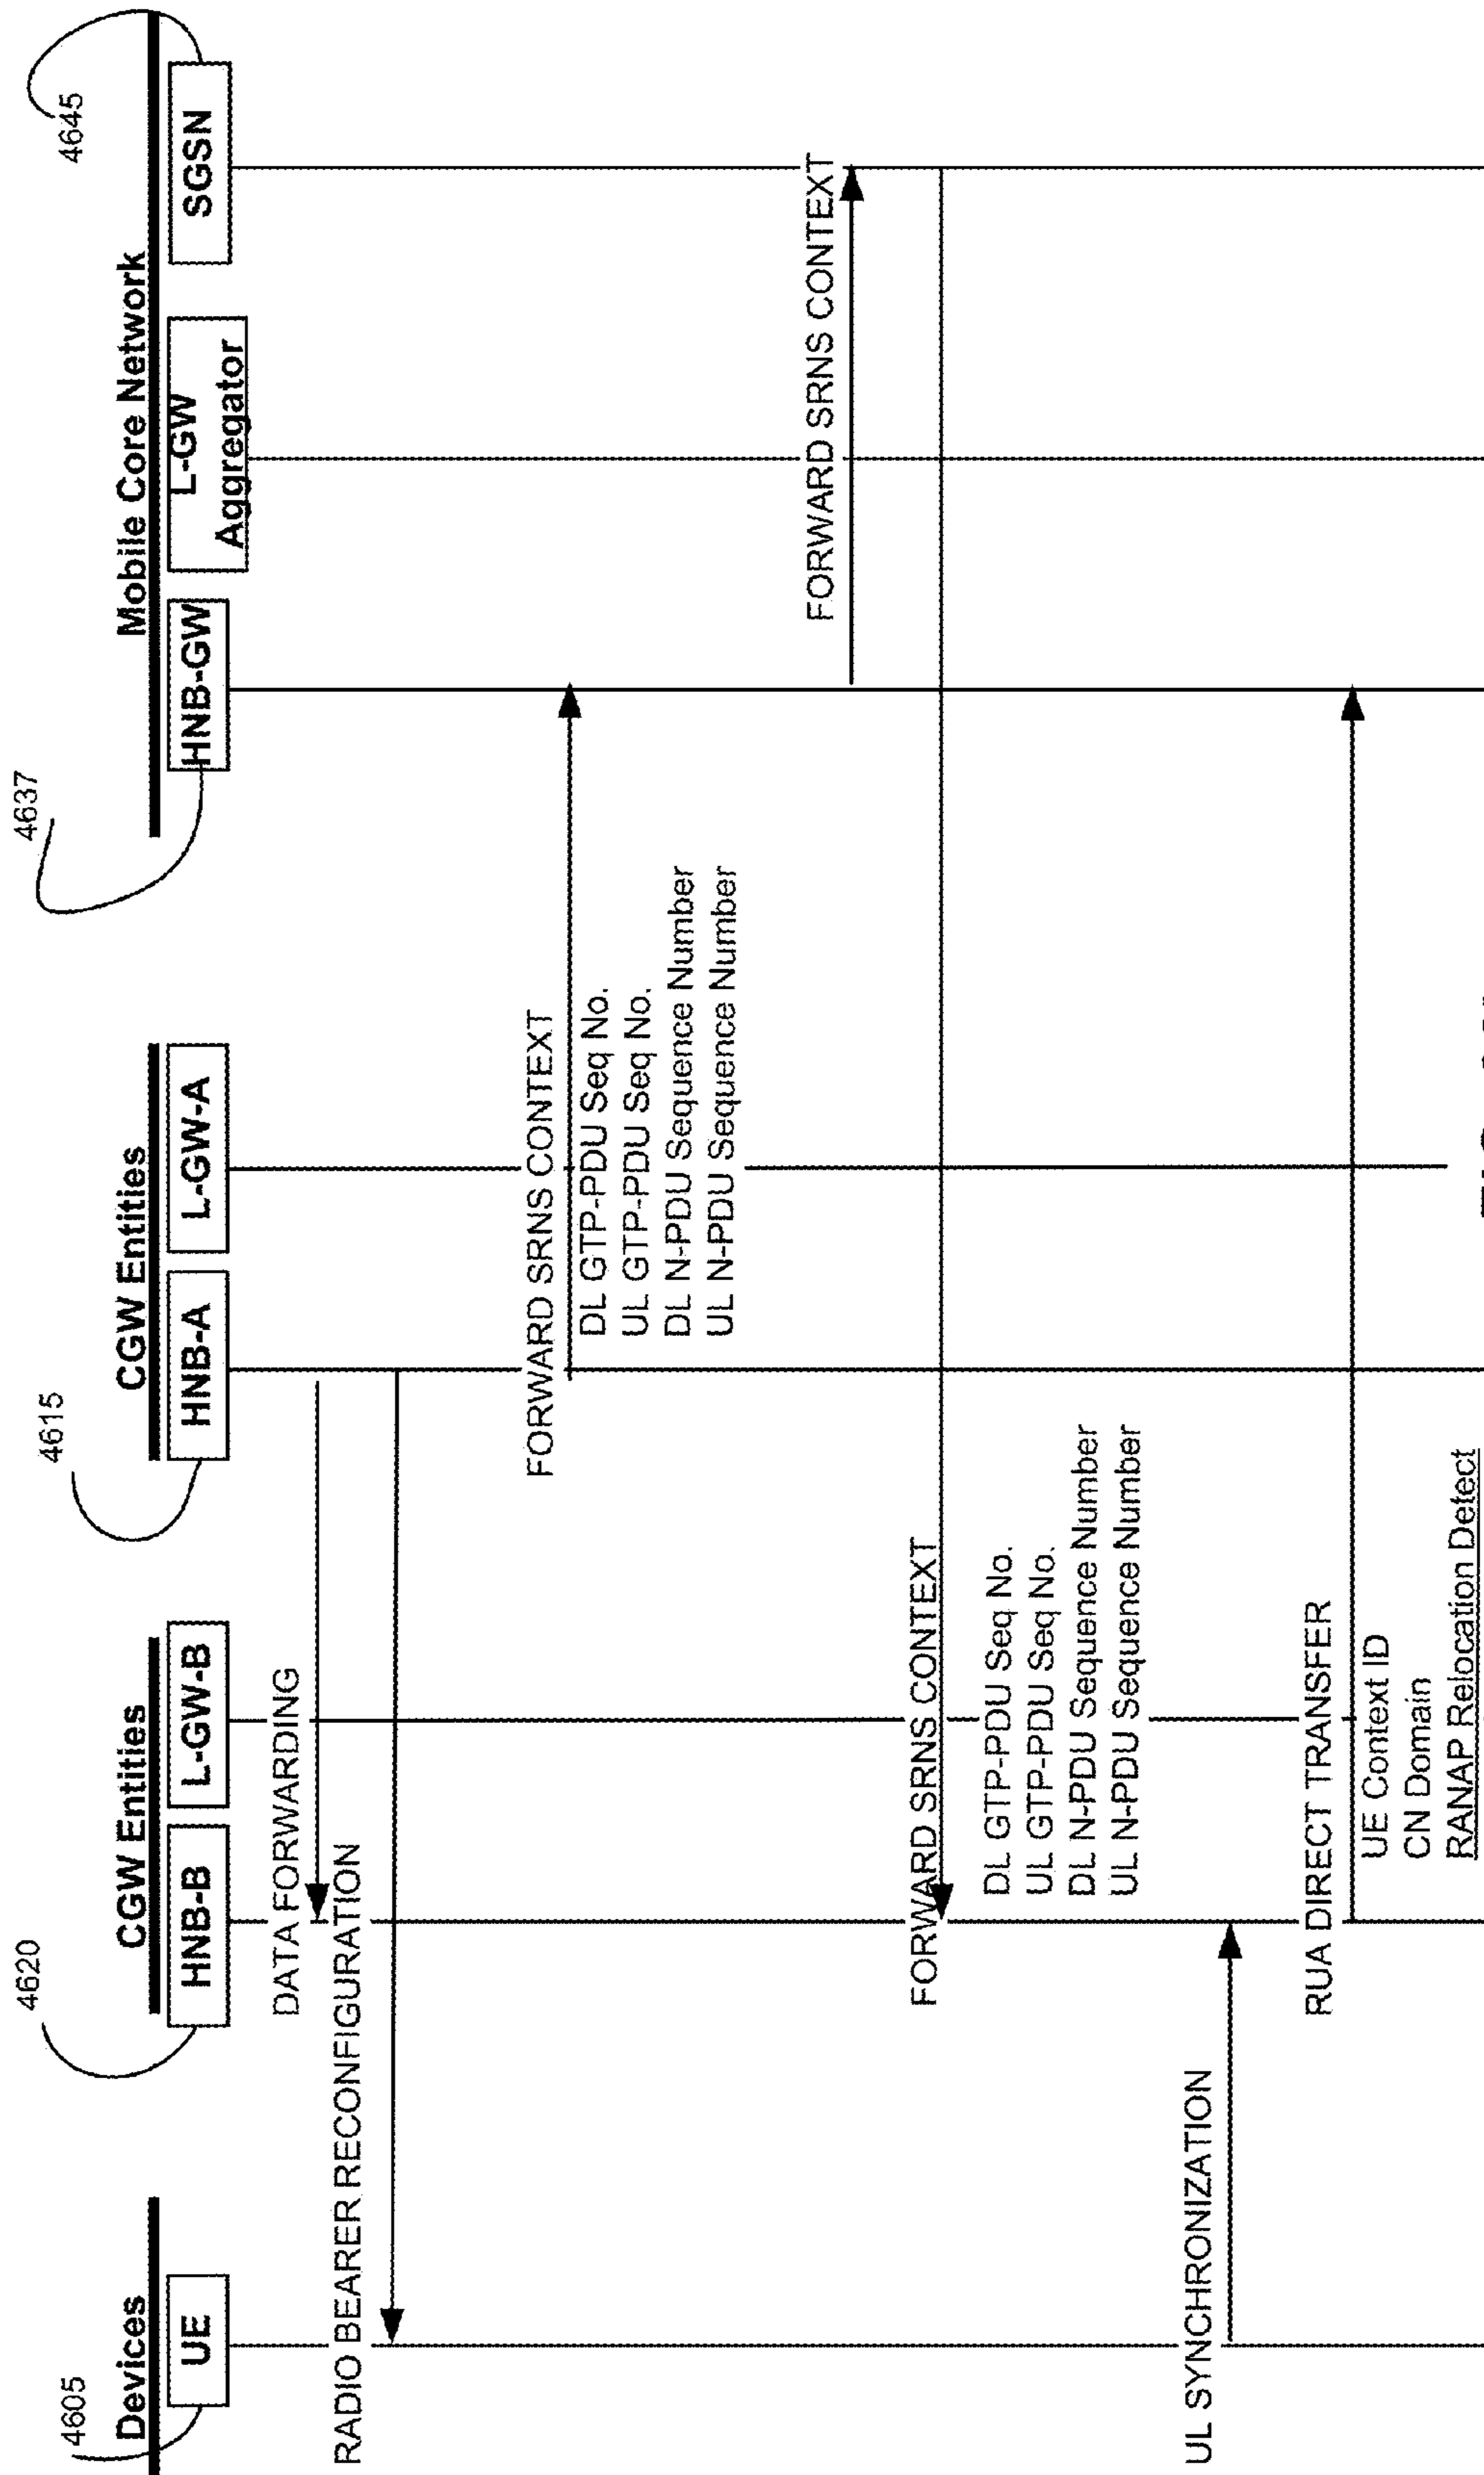 4605
4620
4615
4637
4645
Devices
CGW Entities
CGW Entities
Mobile Core Network
UE
HNB-B
L-GW-B
HNB-A
L-GW-A
HNB-GW
L-GW
Aggregator
SGSN
DATA FORWARDING
RADIO BEARER RECONFIGURATION
FORWARD SRNS CONTEXT
DL GTP-PDU Seq No.
UL GTP-PDU Seq No.
DL N-PDU Sequence Number
UL N-PDU Sequence Number
FORWARD SRNS CONTEXT
FORWARD SRNS CONTEXT
DL GTP-PDU Seq No.
UL GTP-PDU Seq No.
DL N-PDU Sequence Number
UL N-PDU Sequence Number
UL SYNCHRONIZATION
RUA DIRECT TRANSFER
UE Context ID
CN Domain
RANAP Relocation Detect